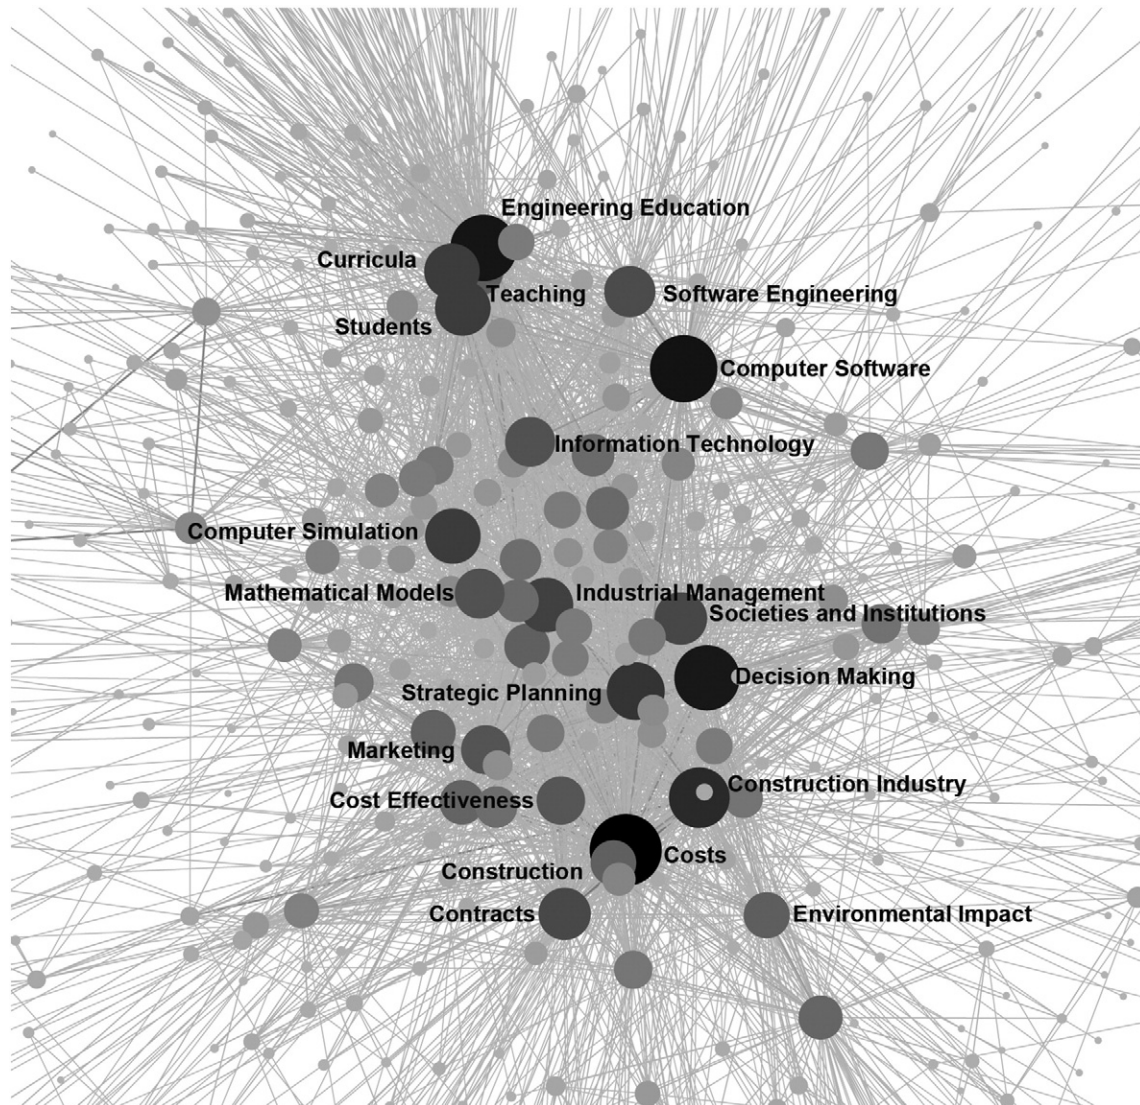 Engineering Education
Curricula
Teaching
Software Engineering
Students
Computer Software
Information Technology
Computer Simulation
Mathematical Models
Industrial Management
Societies and Institutions
Decision Making
Strategic Planning
Marketing
Construction Industry
Cost Effectiveness
Costs
Construction
Contracts
Environmental Impact